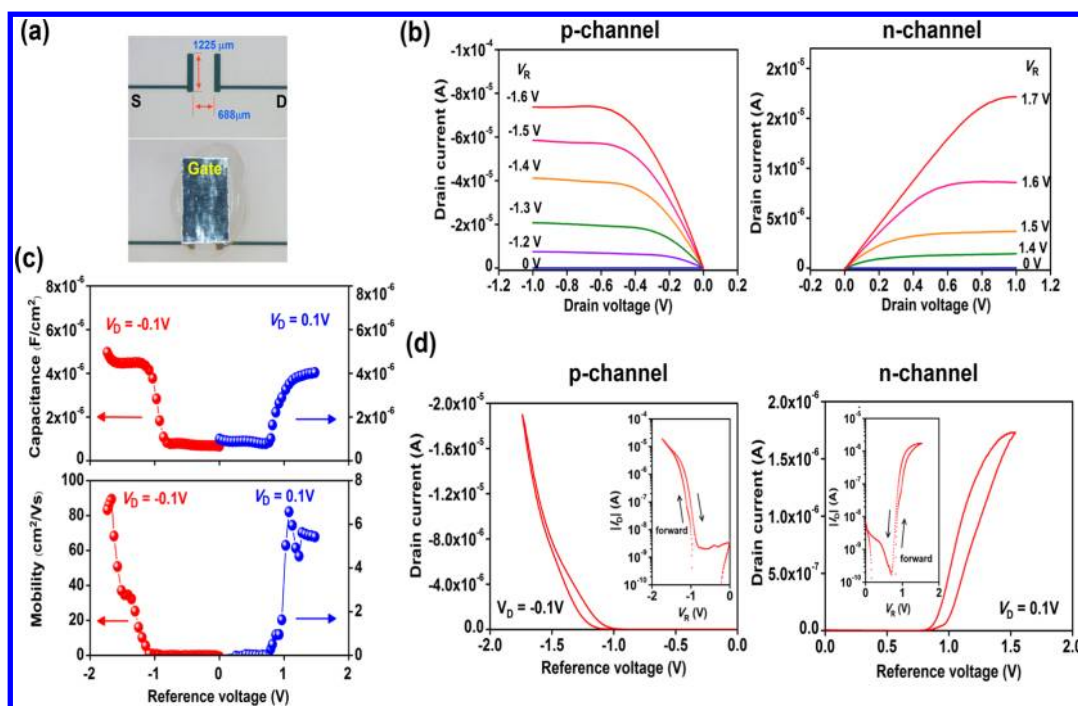 (a)
1225 μm
S
D
688μm
Gate
(b)
p-channel
V_R
-1.6V
-1.5 V
-1.4 V
-1.3 V
-1.2 V
0 V
-1x10⁻⁴
-8x10⁻⁵
-6x10⁻⁵
-4x10⁻⁵
-2x10⁻⁵
0
Drain current (A)
-1.2 -1.0 -0.8 -0.6 -0.4 -0.2 0.0
Drain voltage (V)
n-channel
V_R
1.7 V
1.6 V
1.5 V
1.4 V
0 V
2x10⁻⁵
2x10⁻⁵
1x10⁻⁵
5x10⁻⁶
0
Drain current (A)
-0.2 0.0 0.2 0.4 0.6 0.8 1.0 1.2
Drain voltage (V)
(c)
8x10⁻⁶
6x10⁻⁶
4x10⁻⁶
2x10⁻⁶
Capacitance (F/cm²)
V_D = -0.1V
V_D = 0.1V
8x10⁻⁶
6x10⁻⁶
4x10⁻⁶
2x10⁻⁶
0
100
80
60
40
20
0
Mobility (cm²/Vs)
V_D = -0.1V
V_D = 0.1V
8
6
4
2
0
-2 -1 0 1 2
Reference voltage (V)
(d)
p-channel
-2.0x10⁻⁵
-1.6x10⁻⁵
-1.2x10⁻⁵
-8.0x10⁻⁶
-4.0x10⁻⁶
0.0
Drain current (A)
V_D = -0.1V
-2.0 -1.5 -1.0 -0.5 -0.0
Reference voltage (V)
10⁻⁴
10⁻⁵
10⁻⁶
10⁻⁷
10⁻⁸
10⁻⁹
10⁻¹⁰
|I_D| (A)
forward
-2 -1 0
V_R (V)
n-channel
2.0x10⁻⁶
1.5x10⁻⁶
1.0x10⁻⁶
5.0x10⁻⁷
0.0
Drain current (A)
V_D = 0.1V
0.0 0.5 1.0 1.5 2.0
Reference voltage (V)
10⁻⁵
10⁻⁶
10⁻⁷
10⁻⁸
10⁻⁹
10⁻¹⁰
|I_D| (A)
forward
0 1 2
V_R (V)